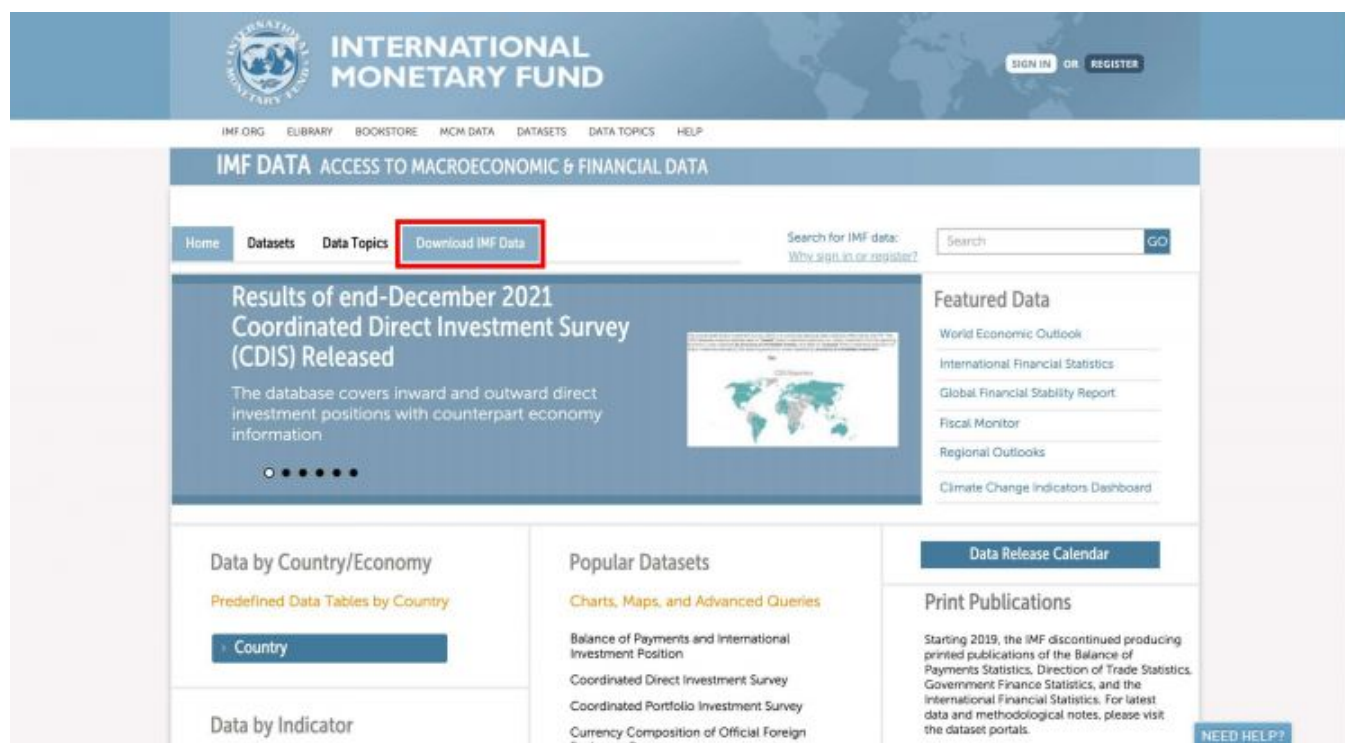 INTERNATIONAL
MONETARY FUND
SIGN IN OR REGISTER
IMF.ORG ELIBRARY BOOKSTORE MCM DATA DATASETS DATA TOPICS HELP
IMF DATA ACCESS TO MACROECONOMIC & FINANCIAL DATA
Home Datasets Data Topics Download IMF Data
Search for IMF data:
Why sign in or register?
Search GO
Results of end-December 2021
Coordinated Direct Investment Survey
(CDIS) Released
The database covers inward and outward direct
investment positions with counterpart economy
information
Featured Data
World Economic Outlook
International Financial Statistics
Global Financial Stability Report
Fiscal Monitor
Regional Outlooks
Climate Change Indicators Dashboard
Data by Country/Economy
Predefined Data Tables by Country
Country
Data by Indicator
Popular Datasets
Charts, Maps, and Advanced Queries
Balance of Payments and International
Investment Position
Coordinated Direct Investment Survey
Coordinated Portfolio Investment Survey
Currency Composition of Official Foreign
Data Release Calendar
Print Publications
Starting 2019, the IMF discontinued producing
printed publications of the Balance of
Payments Statistics, Direction of Trade Statistics,
Government Finance Statistics, and the
International Financial Statistics. For latest
data and methodological notes, please visit
the dataset portals.
NEED HELP?